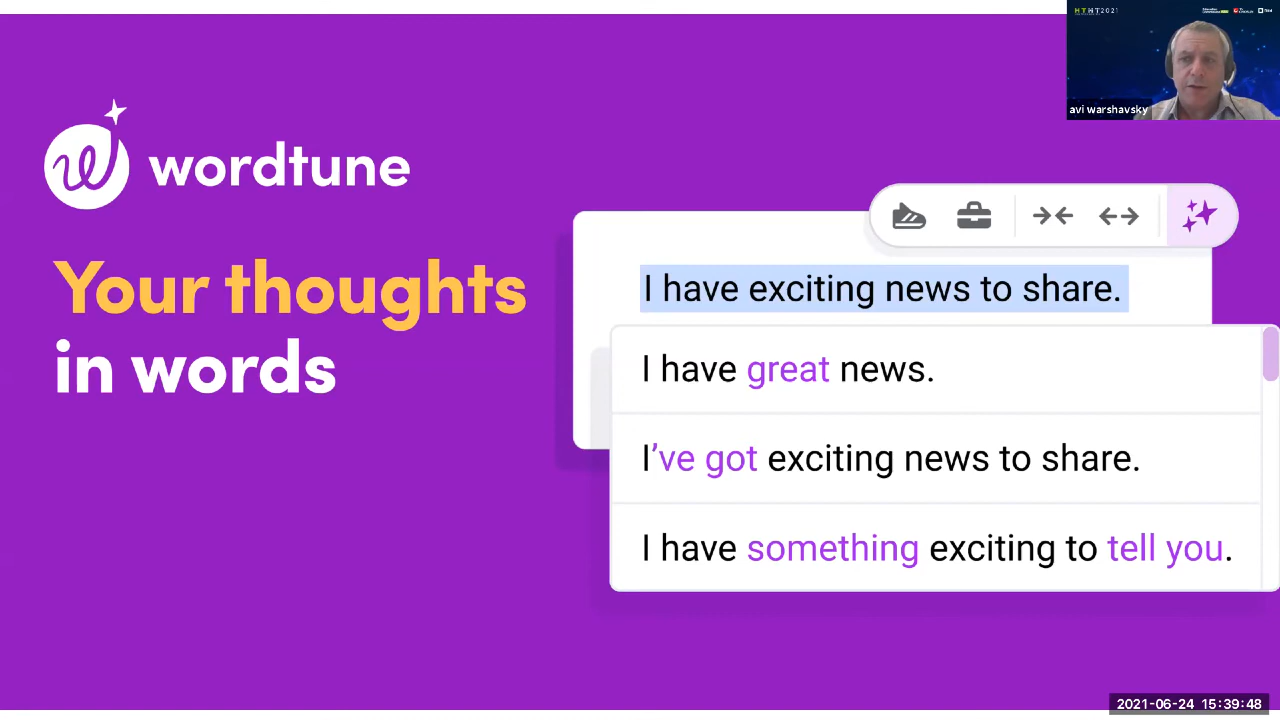 HTHT2021
avi warshavsky
wordtune
Your thoughts
in words
I have exciting news to share.
I have great news.
I've got exciting news to share.
I have something exciting to tell you.
2021-06-24 15:39:48